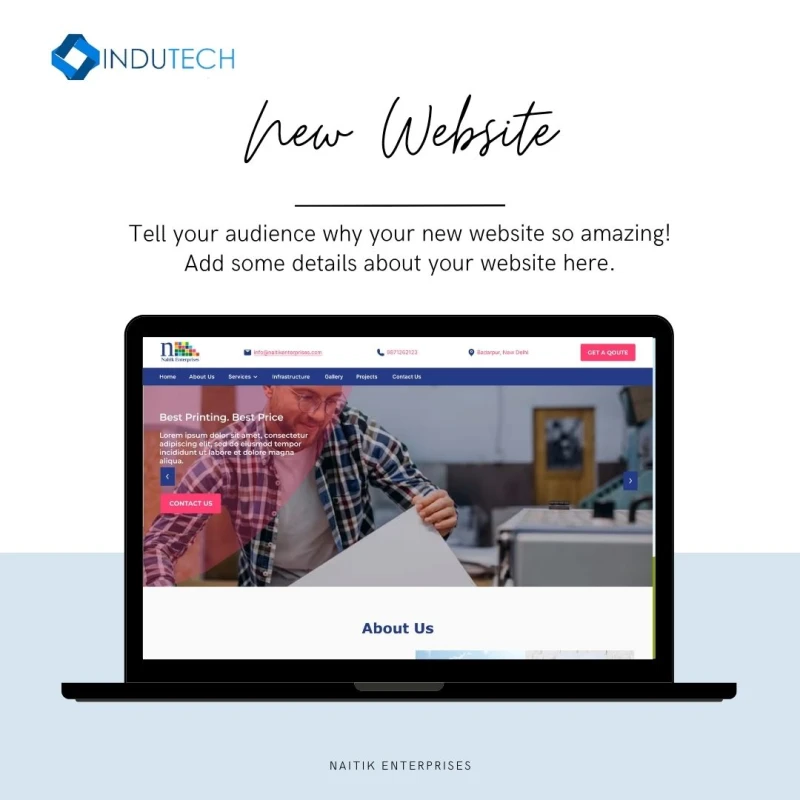 INDUTECH
New Website
Tell your audience why your new website so amazing!
Add some details about your website here.
n
Naitik Enterprises
info@naitikenterprises.com
Badarpur, New Delhi
GET A QOUTE
Home About Us Services Infrastructure Gallery Projects Contact Us
Best Printing. Best Price
Lorem ipsum dolor sit amet, consectetur
adipiscing elit, sed do eiusmod tempor
incididunt ut labore et dolore magna
aliqua.
CONTACT US
About Us
NAITIK ENTERPRISES